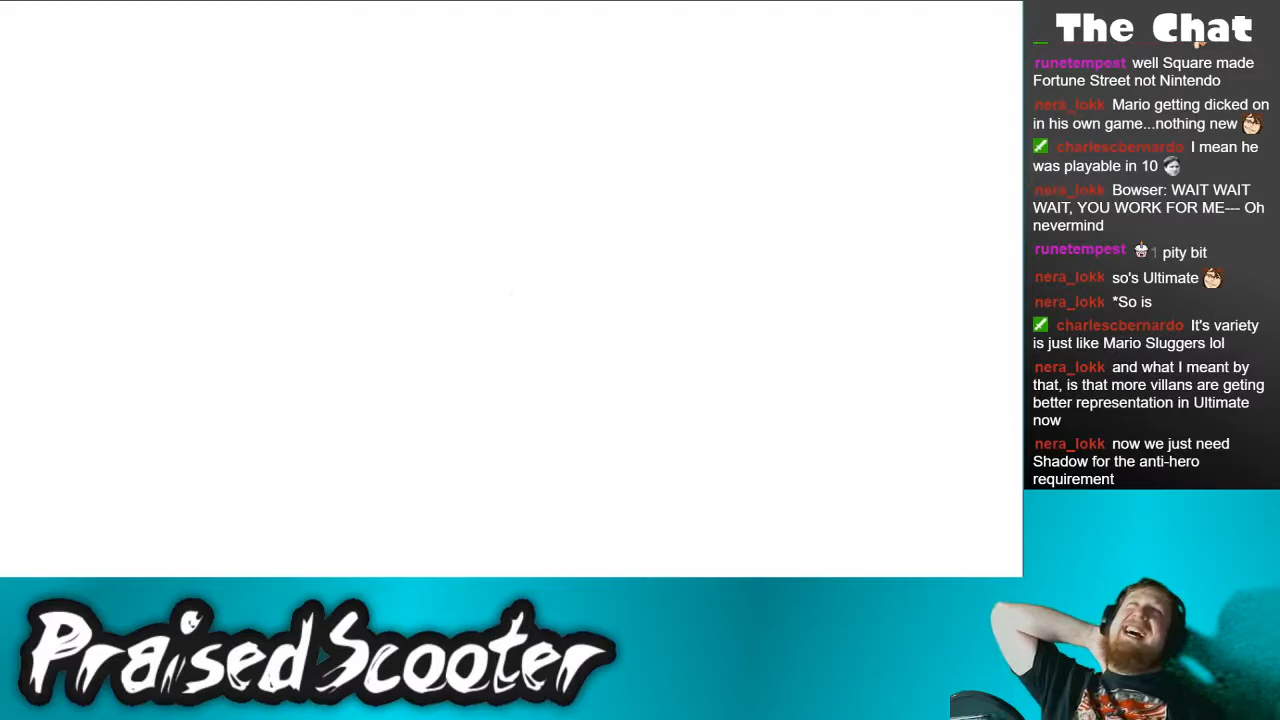 The Chat
runetempest well Square made
Fortune Street not Nintendo
nera_lokk Mario getting dicked on
in his own game...nothing new
charlescbernardo I mean he
was playable in 10
nera_lokk Bowser: WAIT WAIT
WAIT, YOU WORK FOR ME--- Oh
nevermind
runetempest 1 pity bit
nera_lokk so's Ultimate
nera_lokk *So is
charlescbernardo It's variety
is just like Mario Sluggers lol
nera_lokk and what I meant by
that, is that more villans are geting
better representation in Ultimate
now
nera_lokk now we just need
Shadow for the anti-hero
requirement
PraisedScooter